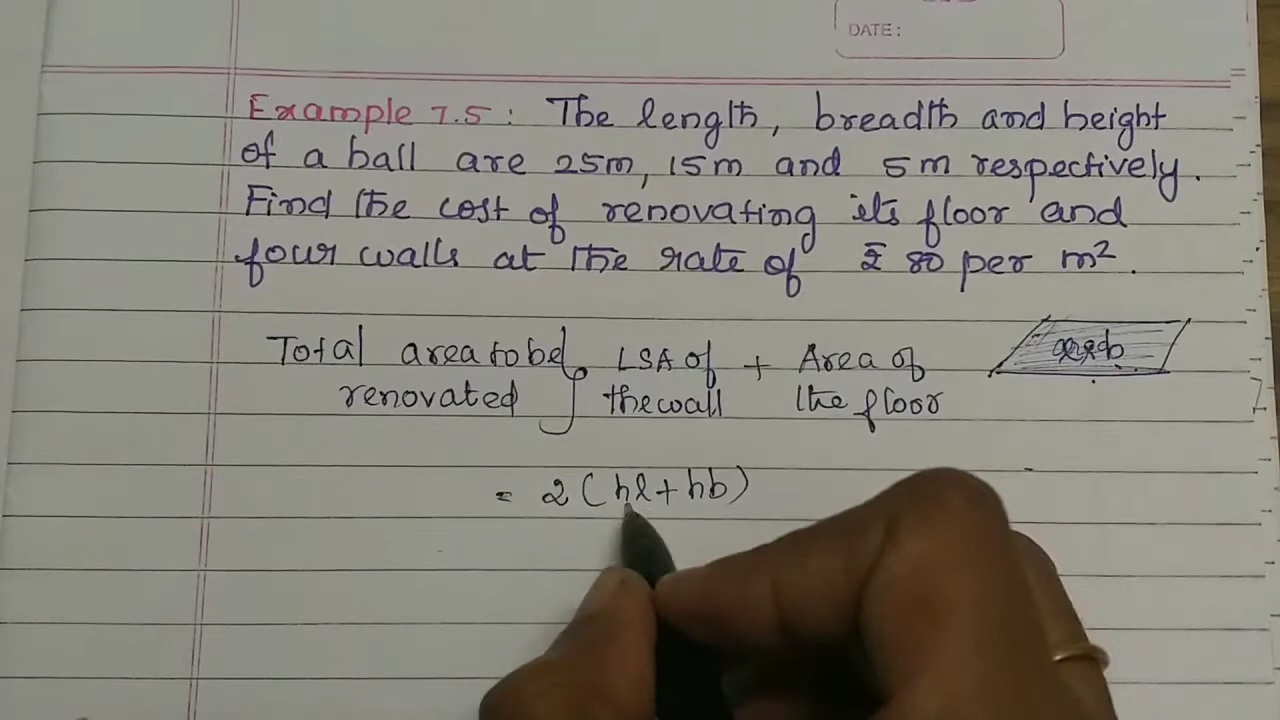 DATE :
Example 7.5 : The length, breadth and height
of a hall are 25m, 15m and 5m respectively.
Find the cost of renovating its floor and
four walls at the rate of ₹ 80 per m².
Total area to be } LSA of + Area of
renovated the wall the floor
= 2(hl+hb)